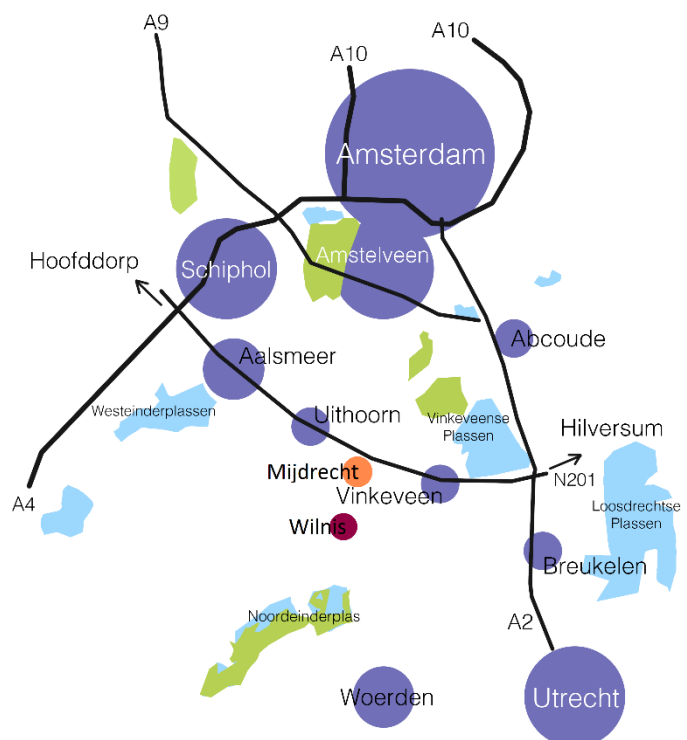 A9
A10
A10
Amsterdam
Hoofddorp
Schiphol
Amstelveen
Abcoude
Aalsmeer
Westeinderplassen
Uithoorn
Vinkeveense
Plassen
Hilversum
Mijdrecht
Vinkeveen
N201
A4
Loosdrechtse
Plassen
Wilnis
Breukelen
Noordeinderplas
A2
Woerden
Utrecht